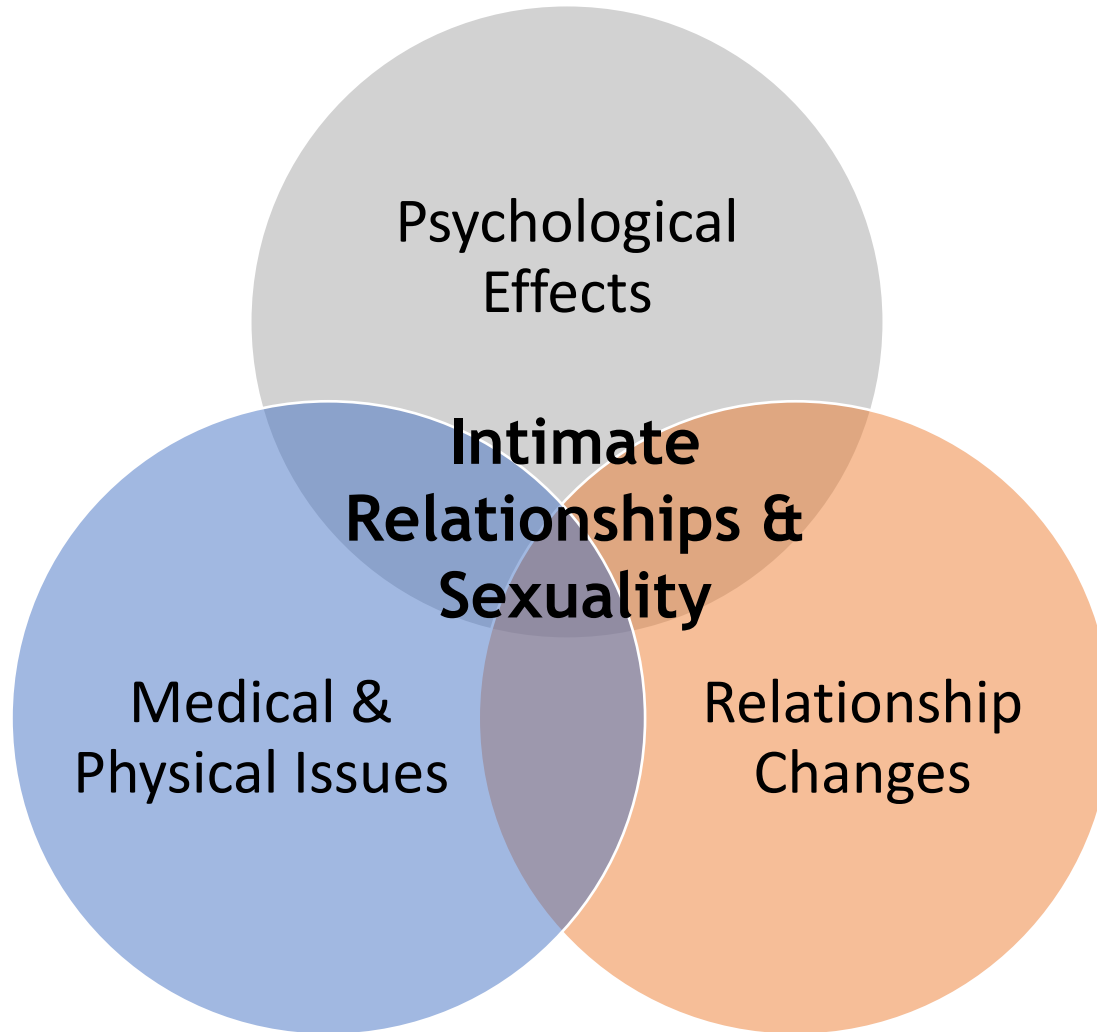 Psychological
Effects
Intimate
Relationships &
Sexuality
Medical &
Physical Issues
Relationship
Changes